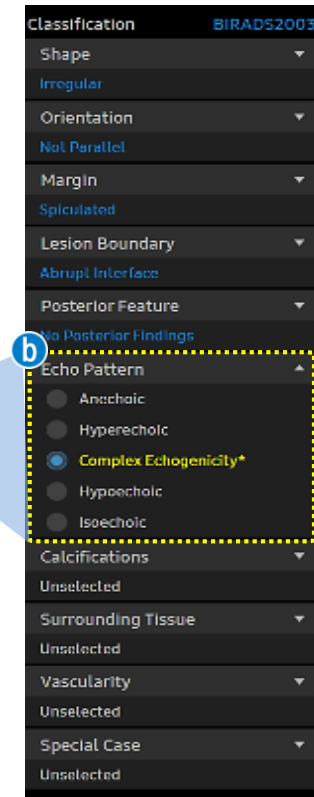 Classification BIRADS2003
Shape
Irregular
Orientation
Not Parallel
Margin
Spiculated
Lesion Boundary
Abrupt Interface
Posterior Feature
No Posterior Findings
b
Echo Pattern
Anechoic
Hyperechoic
Complex Echogenicity*
Hypoechoic
Isoechoic
Calcifications
Unselected
Surrounding Tissue
Unselected
Vascularity
Unselected
Special Case
Unselected